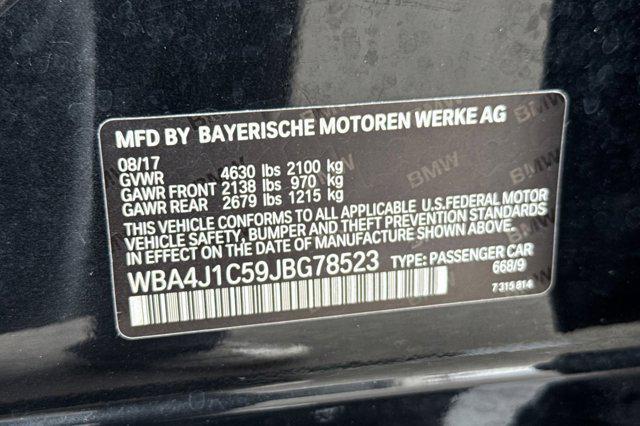 MFD BY BAYERISCHE MOTOREN WERKE AG
08/17
GVWR 4630 lbs 2100 kg
GAWR FRONT 2138 lbs 970 kg
GAWR REAR 2679 lbs 1215 kg
THIS VEHICLE CONFORMS TO ALL APPLICABLE U.S.FEDERAL MOTOR
VEHICLE SAFETY, BUMPER AND THEFT PREVENTION STANDARDS
IN EFFECT ON THE DATE OF MANUFACTURE SHOWN ABOVE.
WBA4J1C59JBG78523 TYPE: PASSENGER CAR
668/9
7 315 814